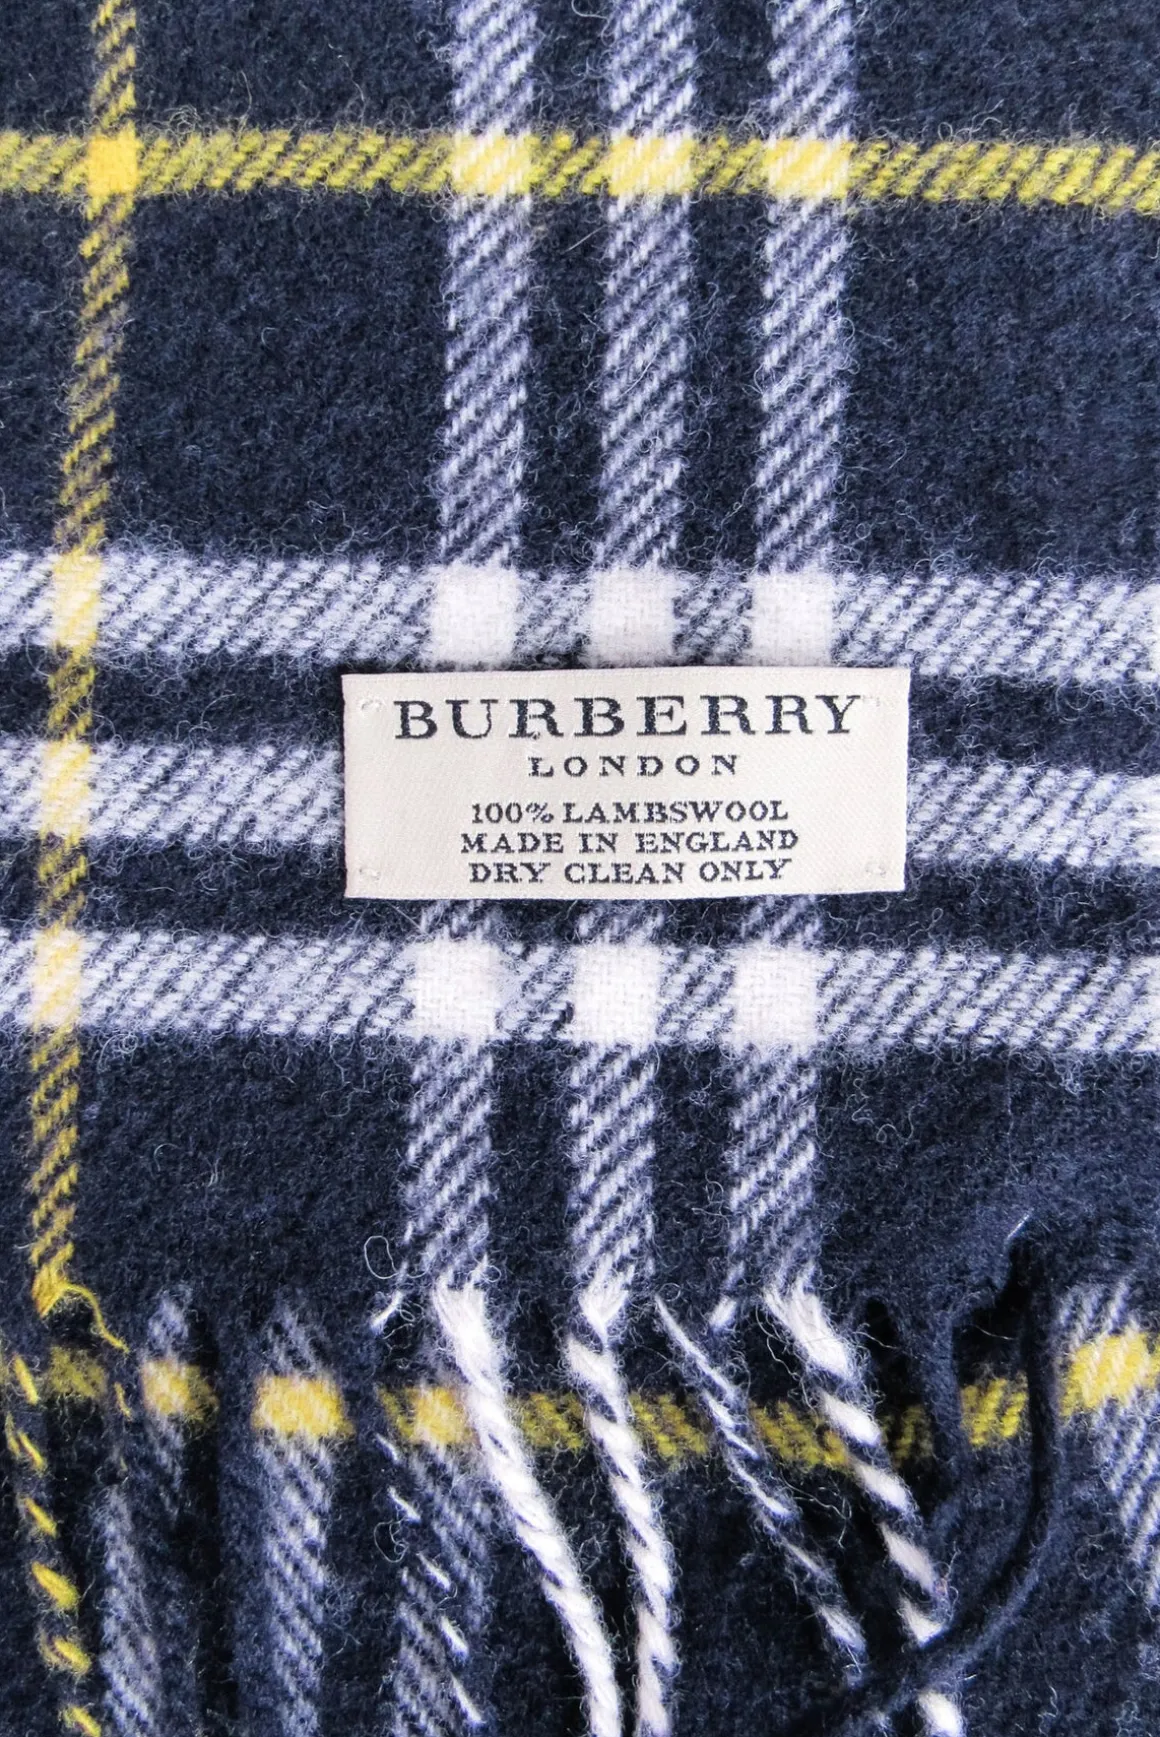 BURBERRY
LONDON
100% LAMBSWOOL
MADE IN ENGLAND
DRY CLEAN ONLY